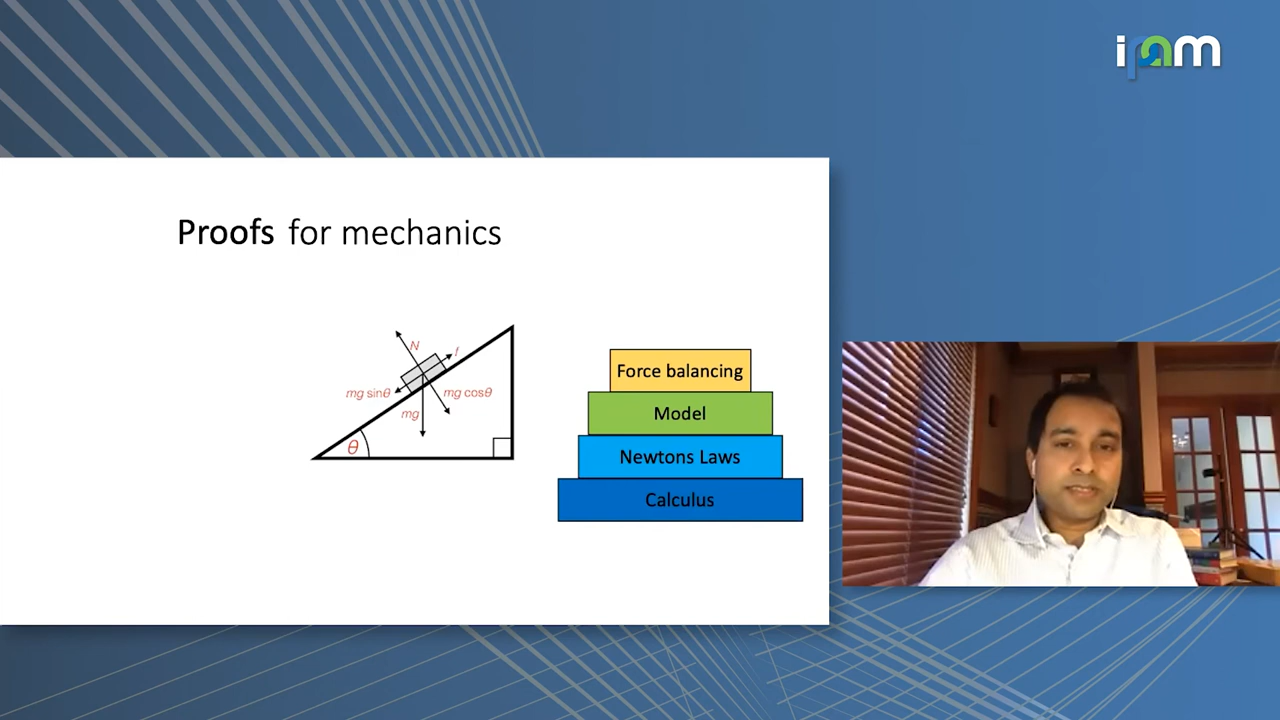 ipam
Proofs for mechanics
N
f
mg sinθ
mg cosθ
mg
θ
Force balancing
Model
Newtons Laws
Calculus